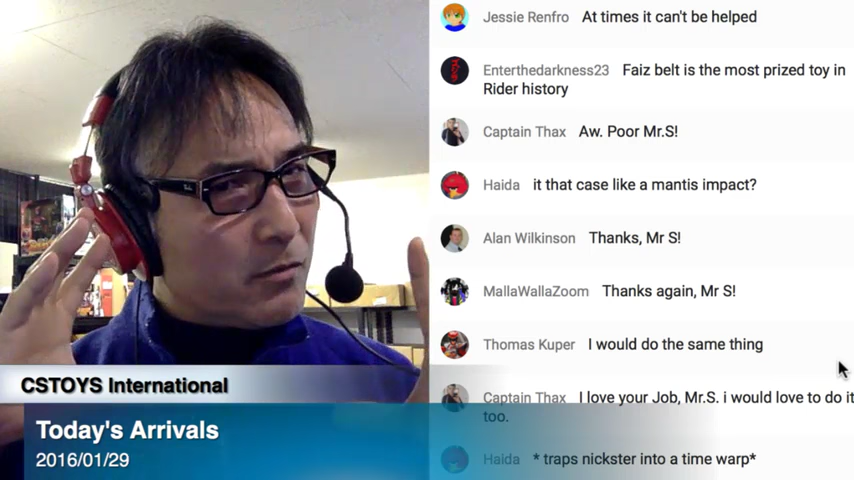 Jessie Renfro At times it can't be helped
Enterthedarkness23 Faiz belt is the most prized toy in
Rider history
Captain Thax Aw. Poor Mr.S!
Haida it that case like a mantis impact?
Alan Wilkinson Thanks, Mr S!
MallaWallaZoom Thanks again, Mr S!
Thomas Kuper I would do the same thing
Captain Thax I love your Job, Mr.S. i would love to do it
too.
Haida * traps nickster into a time warp*
CSTOYS International
Today's Arrivals
2016/01/29